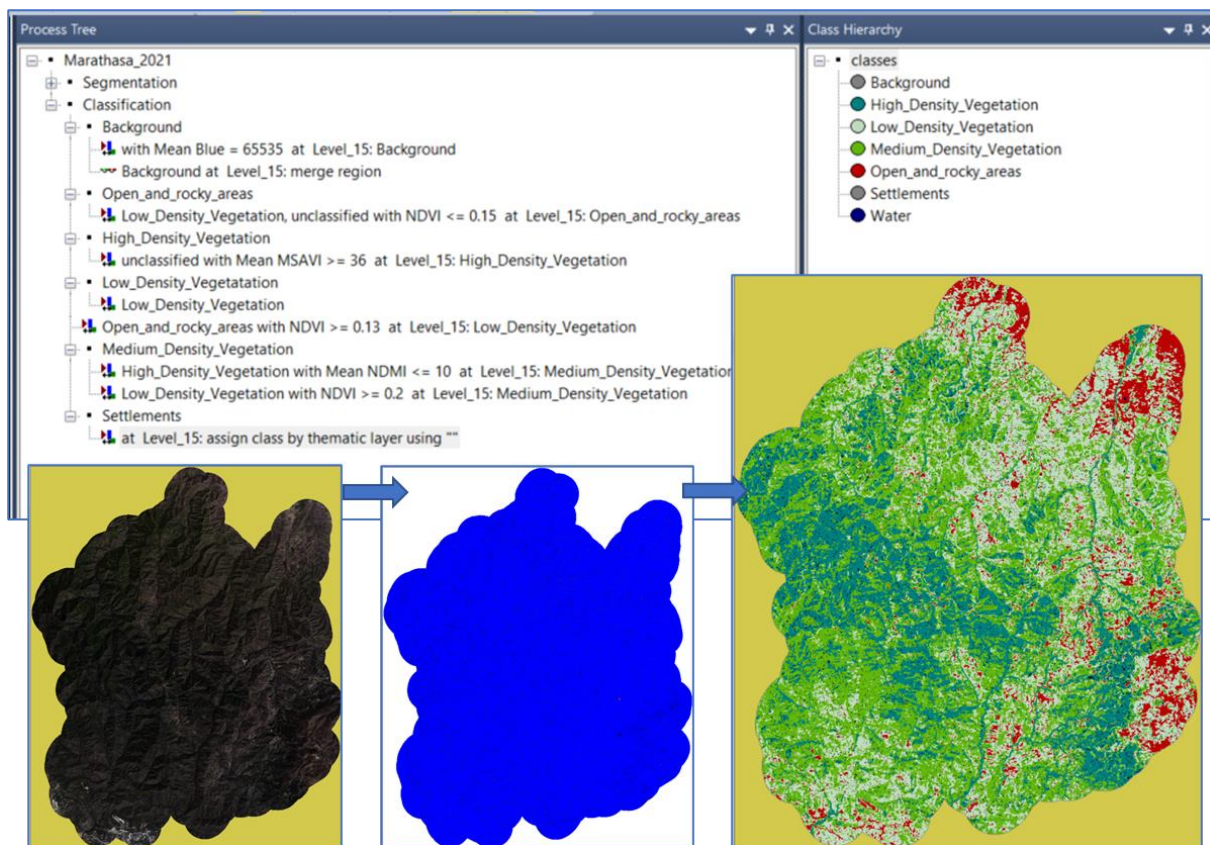 Process Tree
Marathasa_2021
Segmentation
Classification
Background
with Mean Blue = 65535 at Level_15: Background
Background at Level_15: merge region
Open_and_rocky_areas
Low_Density_Vegetation, unclassified with NDVI <= 0.15 at Level_15: Open_and_rocky_areas
High_Density_Vegetation
unclassified with Mean MSAVI >= 36 at Level_15: High_Density_Vegetation
Low_Density_Vegetatation
Low_Density_Vegetation
Open_and_rocky_areas with NDVI >= 0.13 at Level_15: Low_Density_Vegetation
Medium_Density_Vegetation
High_Density_Vegetation with Mean NDMI <= 10 at Level_15: Medium_Density_Vegetation
Low_Density_Vegetation with NDVI >= 0.2 at Level_15: Medium_Density_Vegetation
Settlements
at Level_15: assign class by thematic layer using ""
Class Hierarchy
classes
Background
High_Density_Vegetation
Low_Density_Vegetation
Medium_Density_Vegetation
Open_and_rocky_areas
Settlements
Water